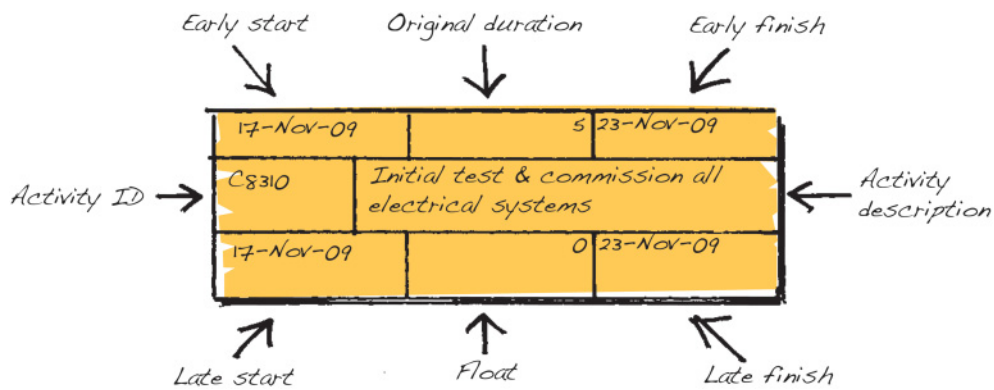 Early start
Original duration
Early finish
17-Nov-09
5
23-Nov-09
Activity ID
C8310
Initial test & commission all
electrical systems
Activity
description
17-Nov-09
0
23-Nov-09
Late start
Float
Late finish